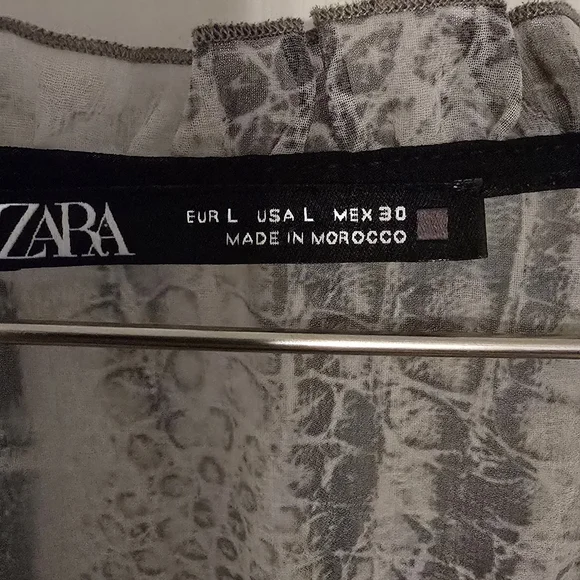 ZARA
EUR L USA L MEX 30
MADE IN MOROCCO